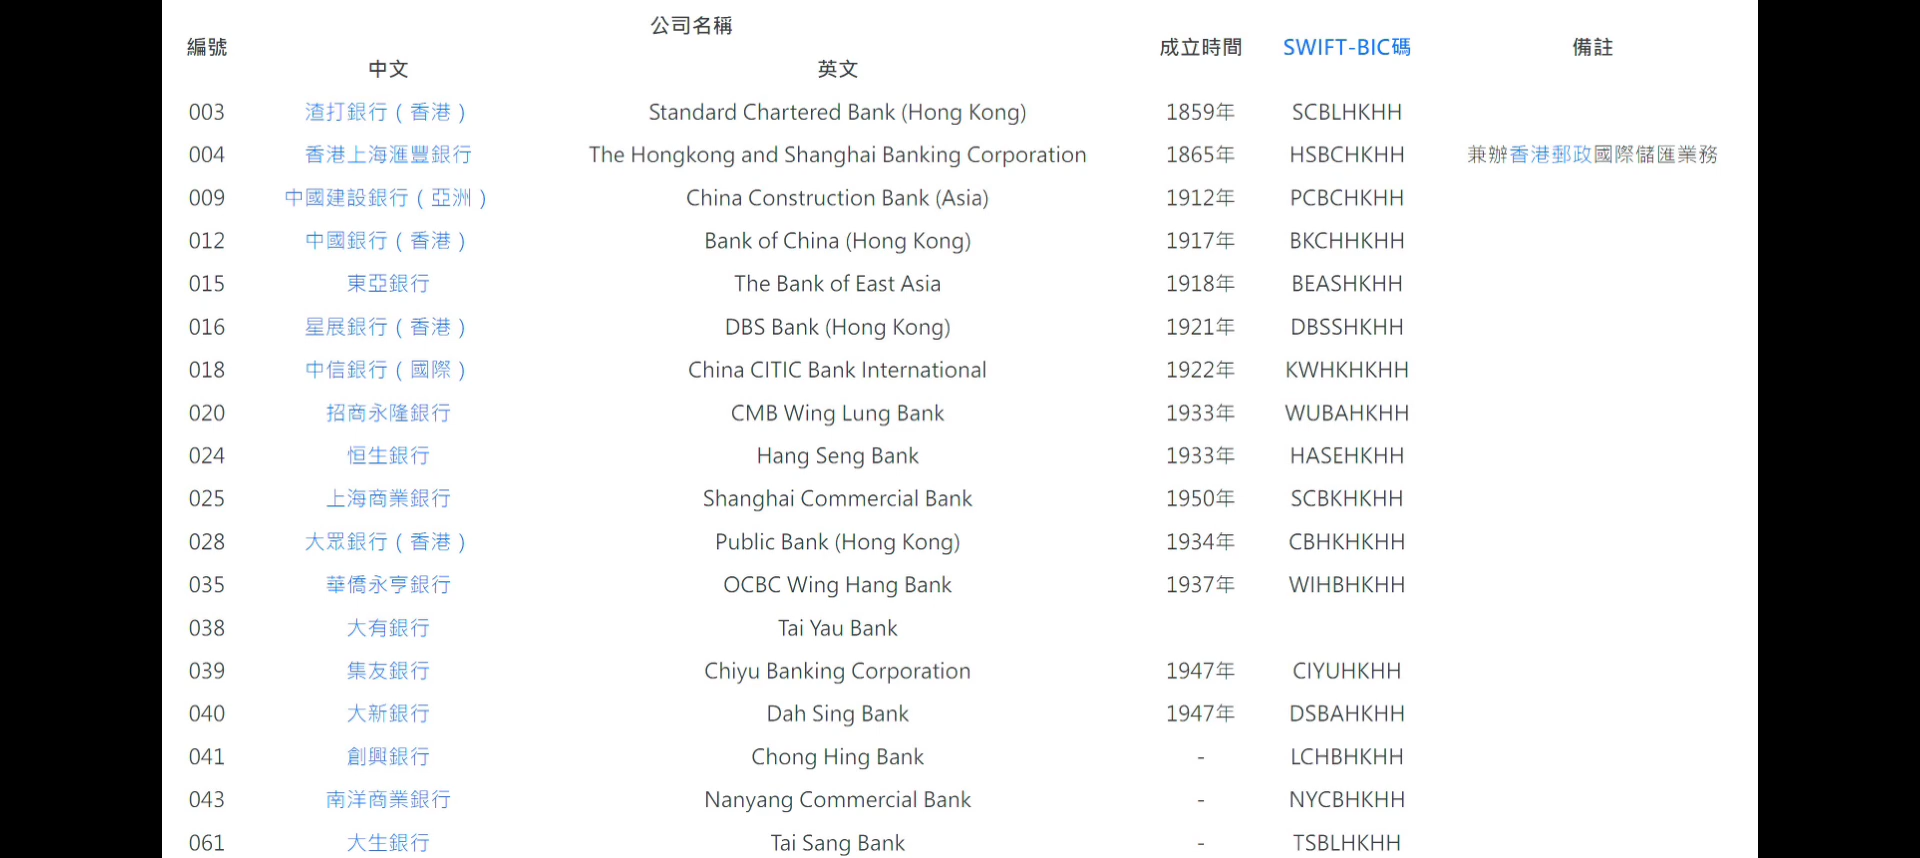 公司名稱
編號 成立時間 SWIFT-BIC碼 備註
中文 英文
003 渣打銀行（香港） Standard Chartered Bank (Hong Kong) 1859年 SCBLHKHH
004 香港上海滙豐銀行 The Hongkong and Shanghai Banking Corporation 1865年 HSBCHKHH 兼辦香港郵政國際儲匯業務
009 中國建設銀行（亞洲） China Construction Bank (Asia) 1912年 PCBCHKHH
012 中國銀行（香港） Bank of China (Hong Kong) 1917年 BKCHHKHH
015 東亞銀行 The Bank of East Asia 1918年 BEASHKHH
016 星展銀行（香港） DBS Bank (Hong Kong) 1921年 DBSSHKHH
018 中信銀行（國際） China CITIC Bank International 1922年 KWHKHKHH
020 招商永隆銀行 CMB Wing Lung Bank 1933年 WUBAHKHH
024 恒生銀行 Hang Seng Bank 1933年 HASEHKHH
025 上海商業銀行 Shanghai Commercial Bank 1950年 SCBKHKHH
028 大眾銀行（香港） Public Bank (Hong Kong) 1934年 CBHKHKHH
035 華僑永亨銀行 OCBC Wing Hang Bank 1937年 WIHBHKHH
038 大有銀行 Tai Yau Bank
039 集友銀行 Chiyu Banking Corporation 1947年 CIYUHKHH
040 大新銀行 Dah Sing Bank 1947年 DSBAHKHH
041 創興銀行 Chong Hing Bank - LCHBHKHH
043 南洋商業銀行 Nanyang Commercial Bank - NYCBHKHH
061 大生銀行 Tai Sang Bank - TSBLHKHH